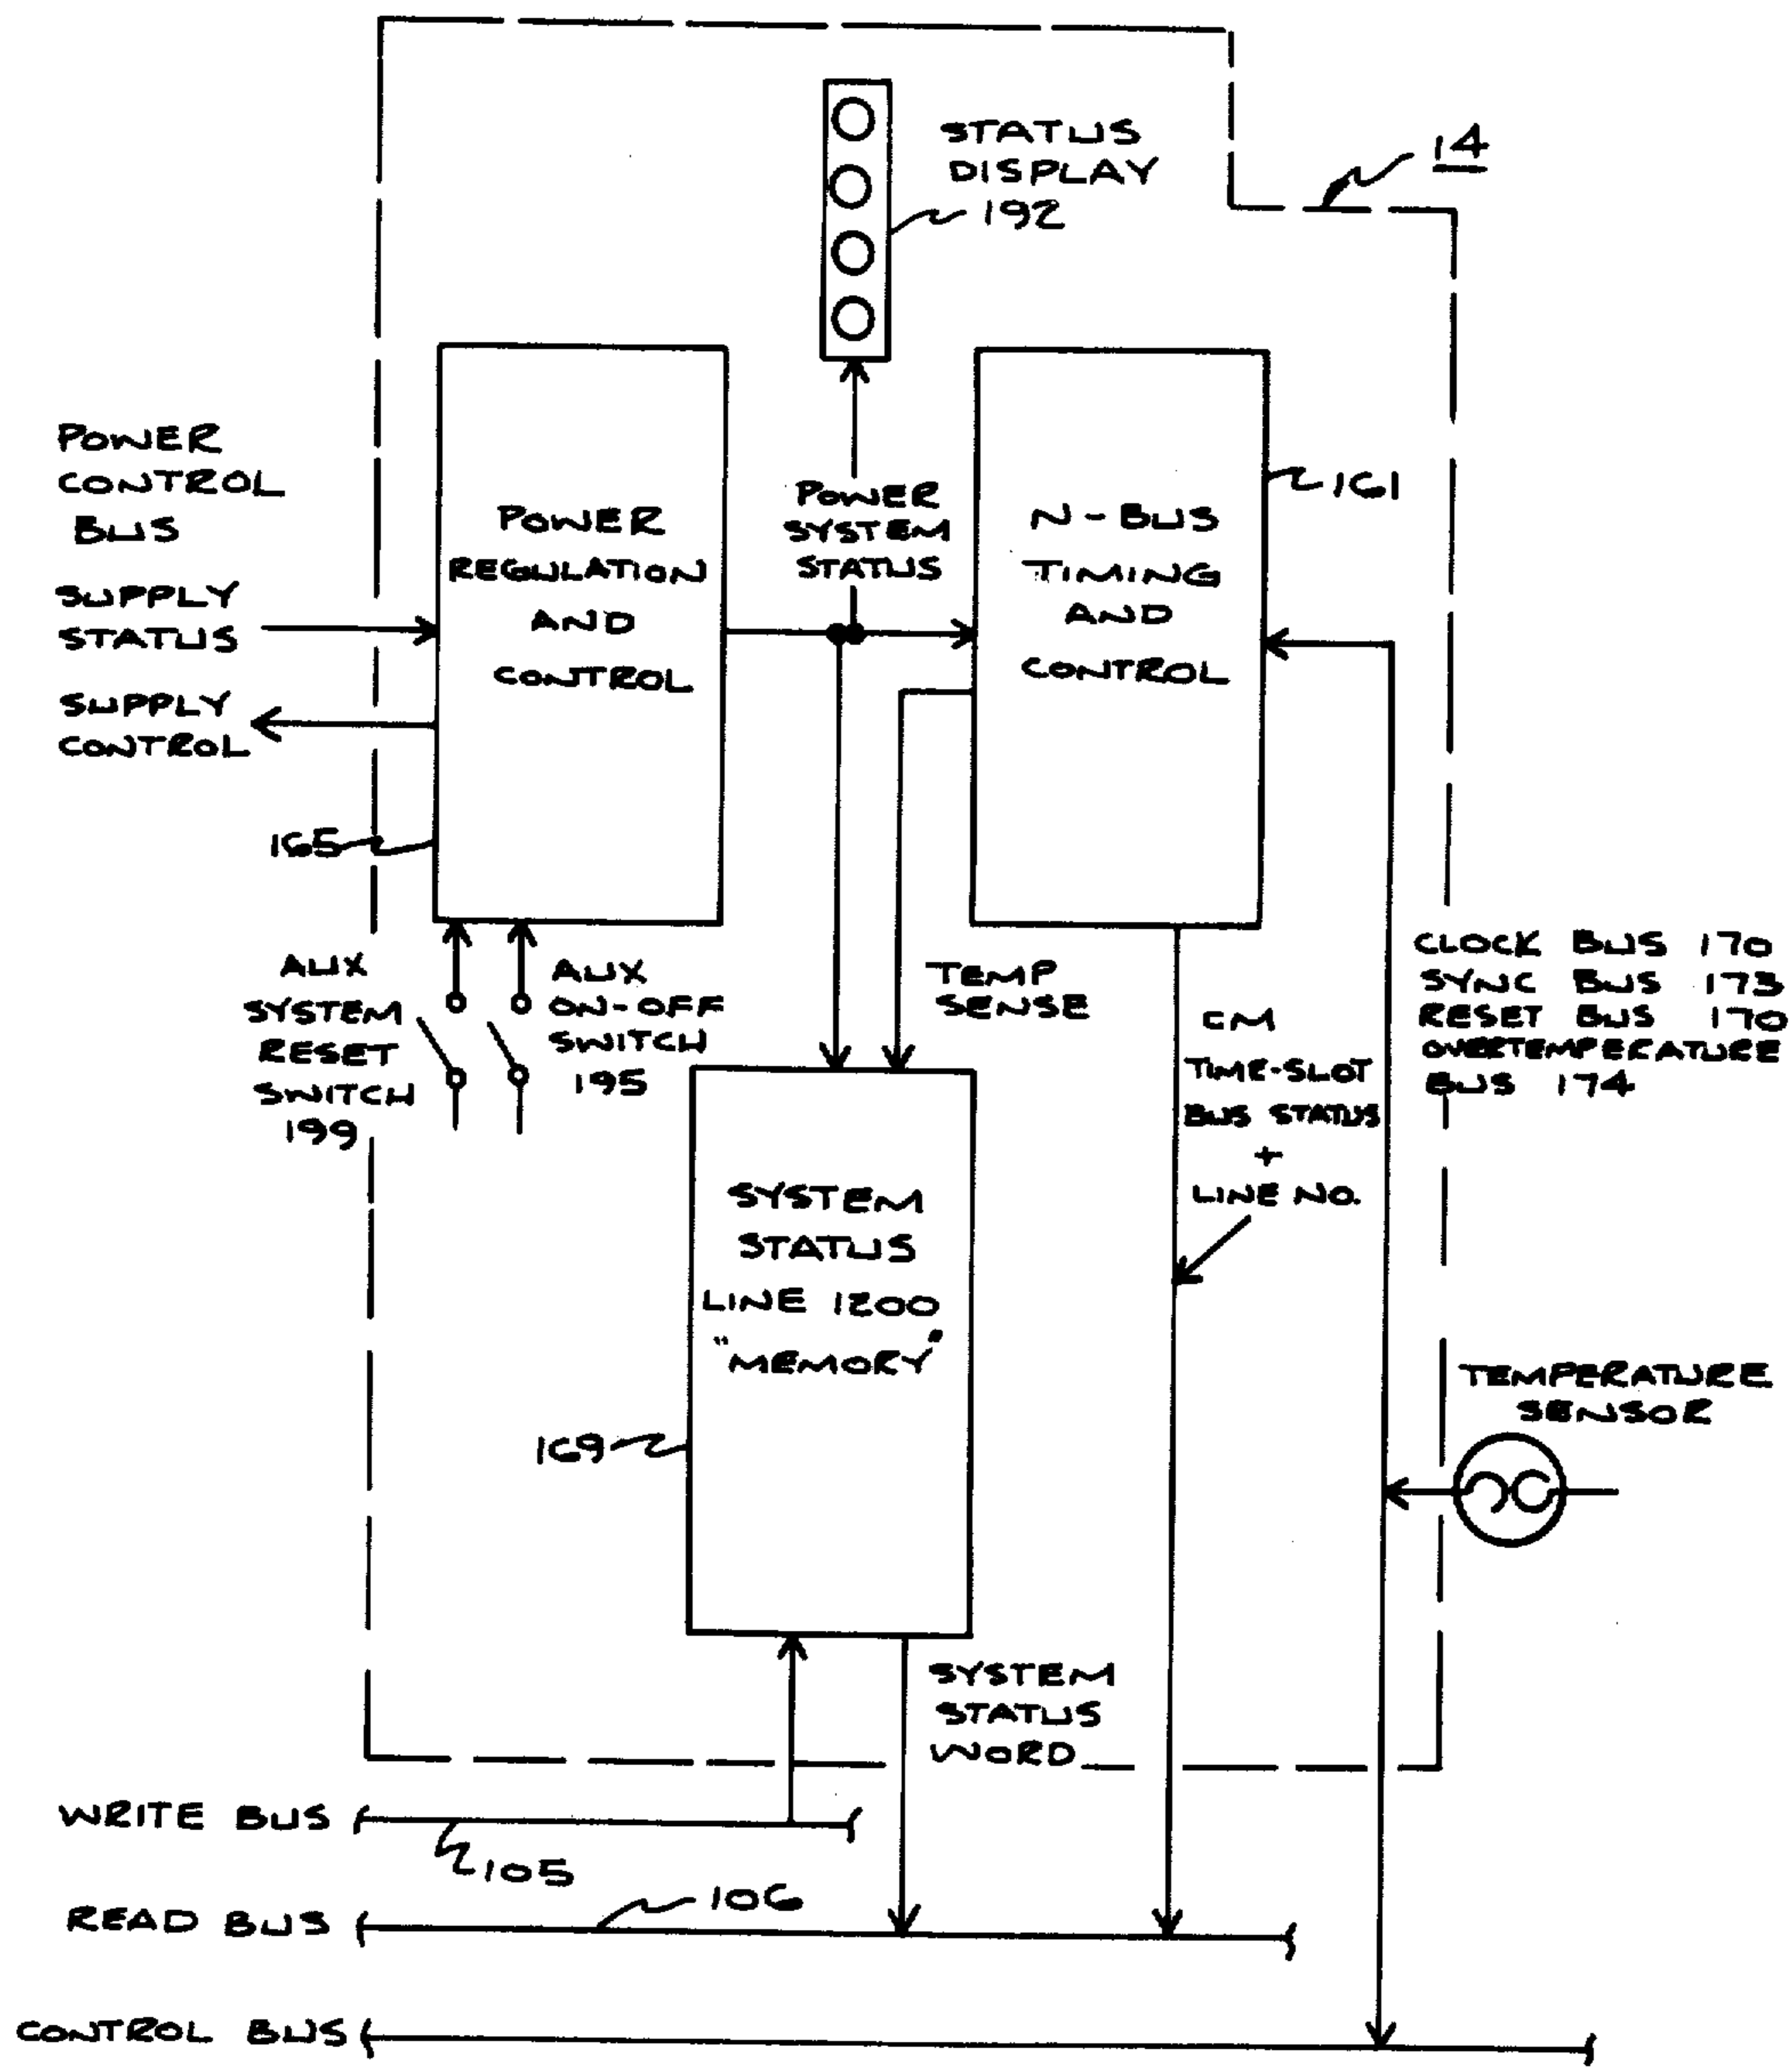 STATUS
DISPLAY
192
14
POWER
CONTROL
BUS
SUPPLY
STATUS
SUPPLY
CONTROL
POWER
REGULATION
AND
CONTROL
165
POWER
SYSTEM
STATUS
N-BUS
TIMING
AND
CONTROL
161
AUX
SYSTEM
RESET
SWITCH
199
AUX
ON-OFF
SWITCH
195
TEMP
SENSE
CM
TIME-SLOT
BUS STATUS
+
LINE NO.
CLOCK BUS 170
SYNC BUS 173
RESET BUS 170
OVERTEMPERATURE
BUS 174
SYSTEM
STATUS
LINE 1200
"MEMORY"
169
TEMPERATURE
SENSOR
SYSTEM
STATUS
WORD
WRITE BUS
105
READ BUS
106
CONTROL BUS